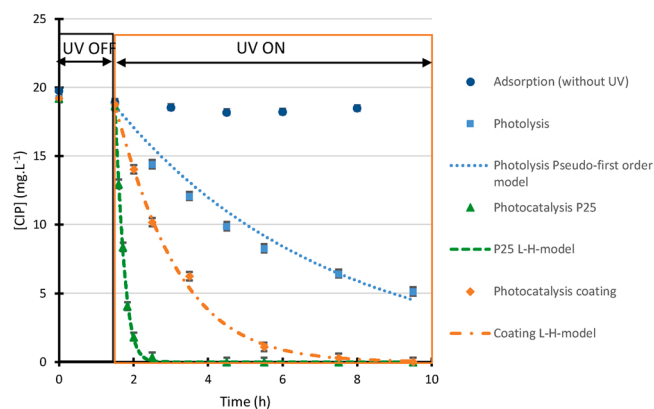 25
20
15
10
5
0
[CIP] (mg.L⁻¹)
UV OFF
UV ON
0
2
4
6
8
10
Time (h)
Adsorption (without UV)
Photolysis
Photolysis Pseudo-first order
model
Photocatalysis P25
P25 L-H-model
Photocatalysis coating
Coating L-H-model